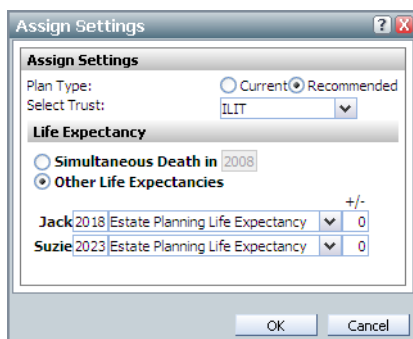 Assign Settings
Assign Settings
Plan Type: Current Recommended
Select Trust: ILIT
Life Expectancy
Simultaneous Death in 2008
Other Life Expectancies
+/-
Jack 2018 Estate Planning Life Expectancy 0
Suzie 2023 Estate Planning Life Expectancy 0
OK Cancel